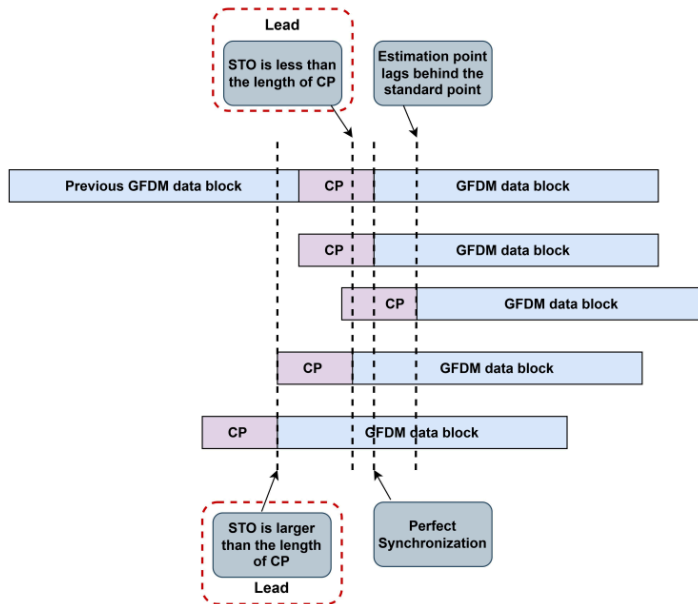 Lead
STO is less than
the length of CP
Estimation point
lags behind the
standard point
Previous GFDM data block
CP
GFDM data block
CP
GFDM data block
CP
GFDM data block
CP
GFDM data block
CP
GFDM data block
STO is larger
than the length
of CP
Lead
Perfect
Synchronization